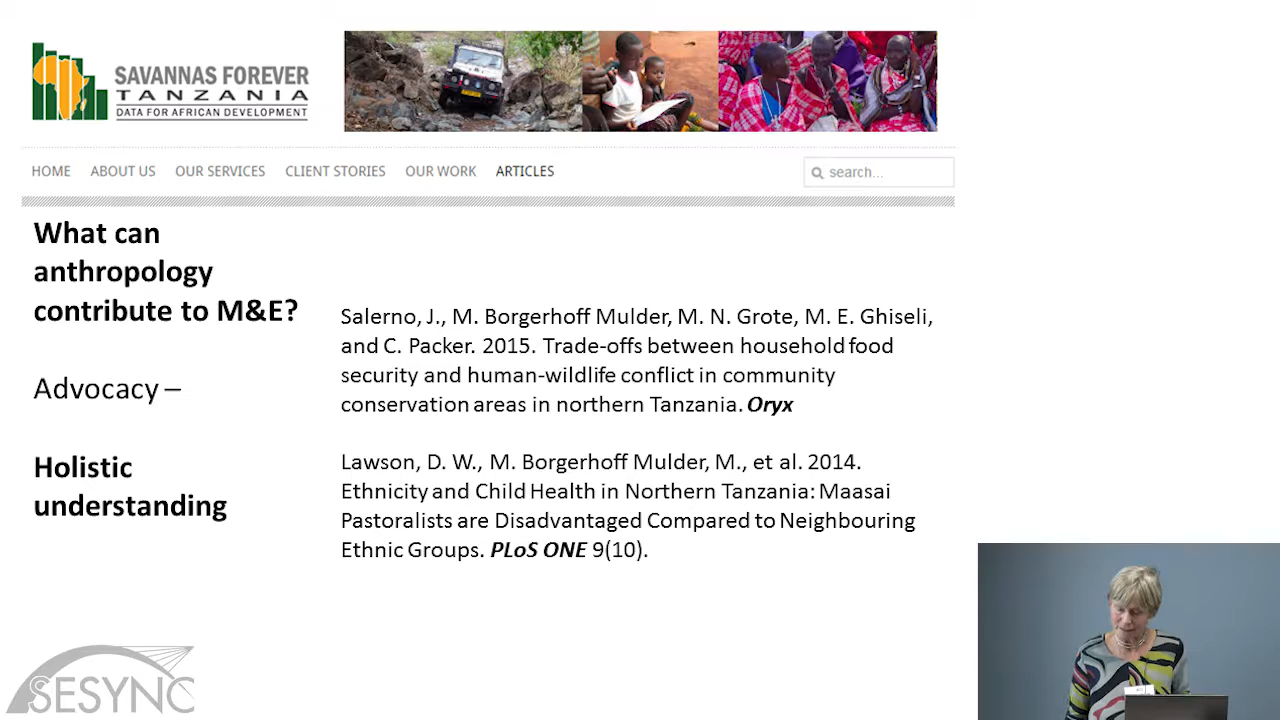 SAVANNAS FOREVER
TANZANIA
DATA FOR AFRICAN DEVELOPMENT
HOME ABOUT US OUR SERVICES CLIENT STORIES OUR WORK ARTICLES
search...
What can
anthropology
contribute to M&E?
Advocacy –
Holistic
understanding
Salerno, J., M. Borgerhoff Mulder, M. N. Grote, M. E. Ghiseli,
and C. Packer. 2015. Trade-offs between household food
security and human-wildlife conflict in community
conservation areas in northern Tanzania. Oryx
Lawson, D. W., M. Borgerhoff Mulder, M., et al. 2014.
Ethnicity and Child Health in Northern Tanzania: Maasai
Pastoralists are Disadvantaged Compared to Neighbouring
Ethnic Groups. PLoS ONE 9(10).
SESYNC